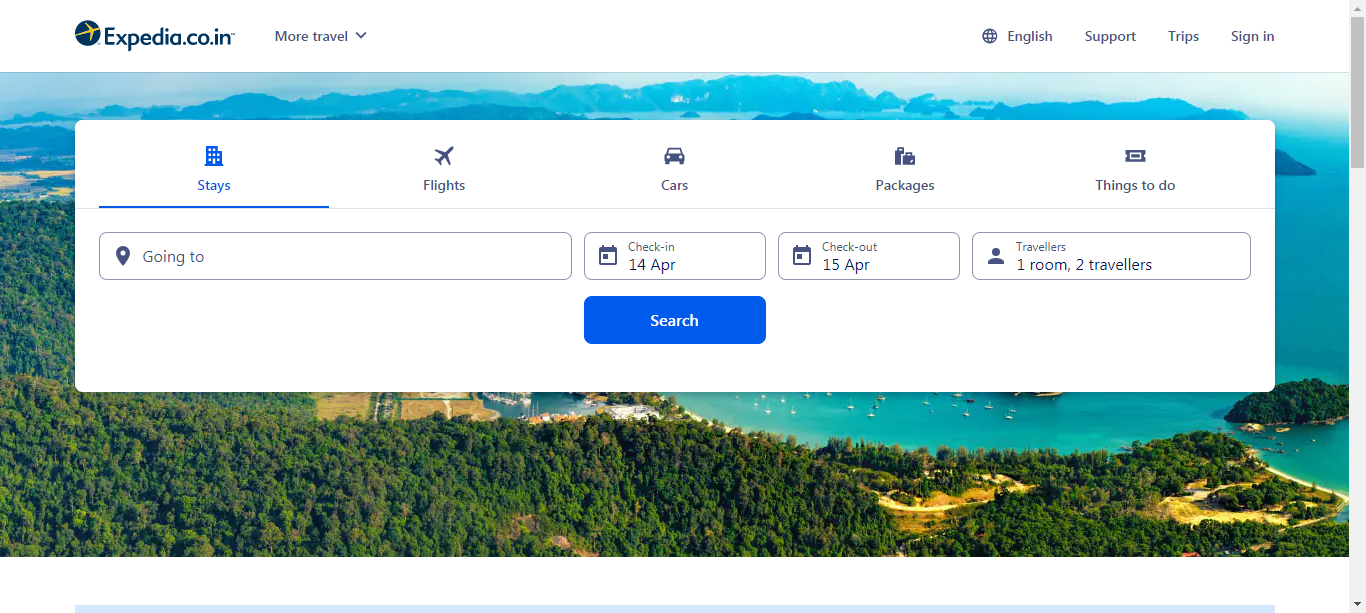 Expedia.co.in™
More travel
English
Support
Trips
Sign in
Stays
Flights
Cars
Packages
Things to do
Going to
Check-in
14 Apr
Check-out
15 Apr
Travellers
1 room, 2 travellers
Search